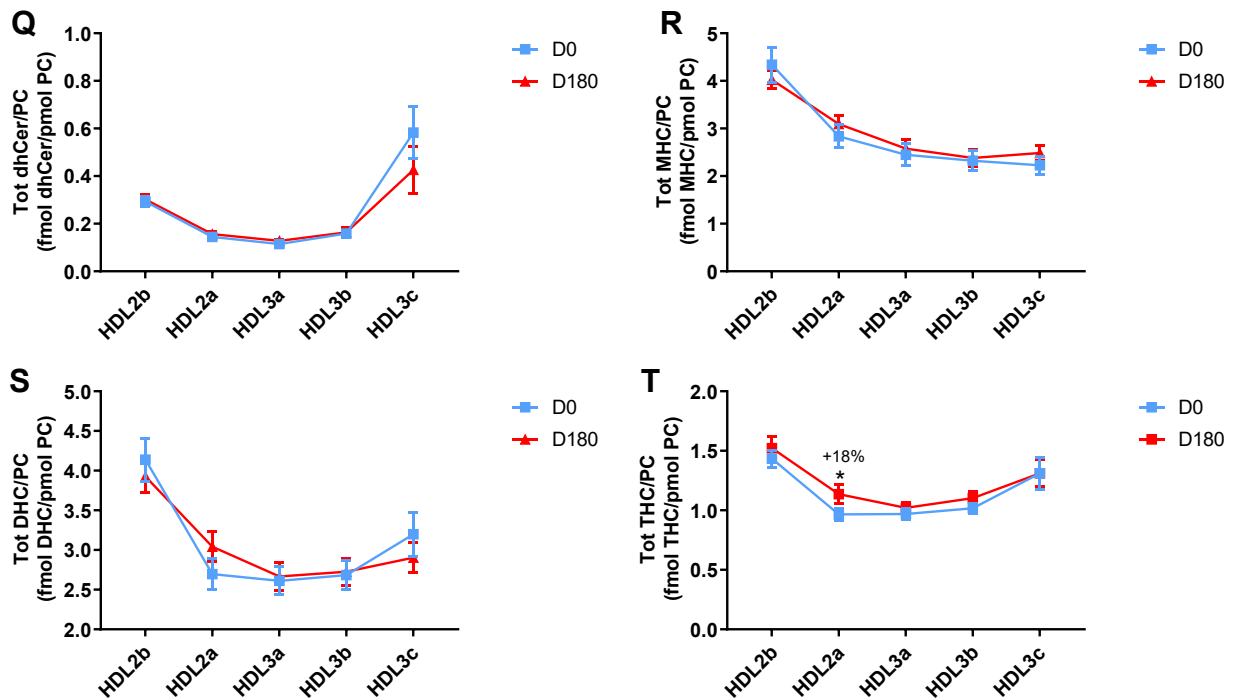 Q
Tot dhCer/PC
(fmol dhCer/pmol PC)
1.0
0.8
0.6
0.4
0.2
0.0
HDL2b
HDL2a
HDL3a
HDL3b
HDL3c
D0
D180
R
Tot MHC/PC
(fmol MHC/pmol PC)
5
4
3
2
1
0
HDL2b
HDL2a
HDL3a
HDL3b
HDL3c
D0
D180
S
Tot DHC/PC
(fmol DHC/pmol PC)
5.0
4.5
4.0
3.5
3.0
2.5
2.0
HDL2b
HDL2a
HDL3a
HDL3b
HDL3c
D0
D180
T
Tot THC/PC
(fmol THC/pmol PC)
2.0
1.5
1.0
0.5
0.0
+18%
*
HDL2b
HDL2a
HDL3a
HDL3b
HDL3c
D0
D180